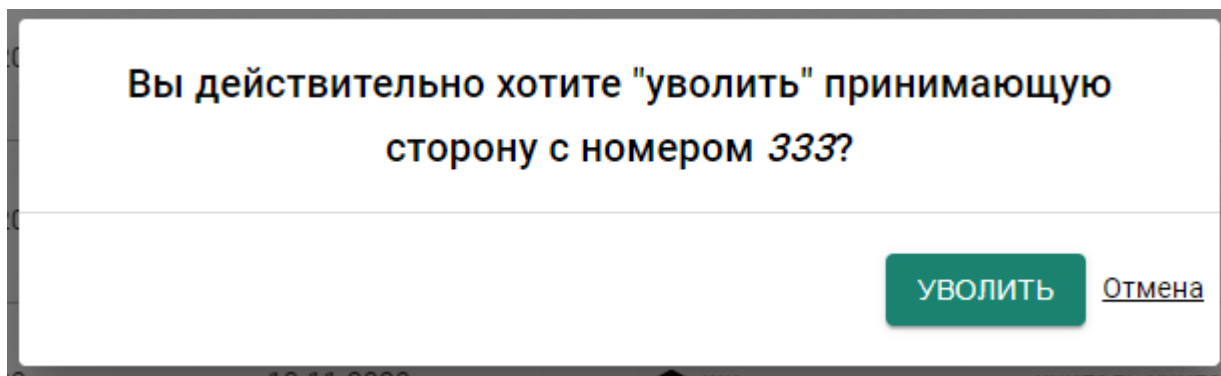 Вы действительно хотите "уволить" принимающую
сторону с номером 333?
УВОЛИТЬ Отмена